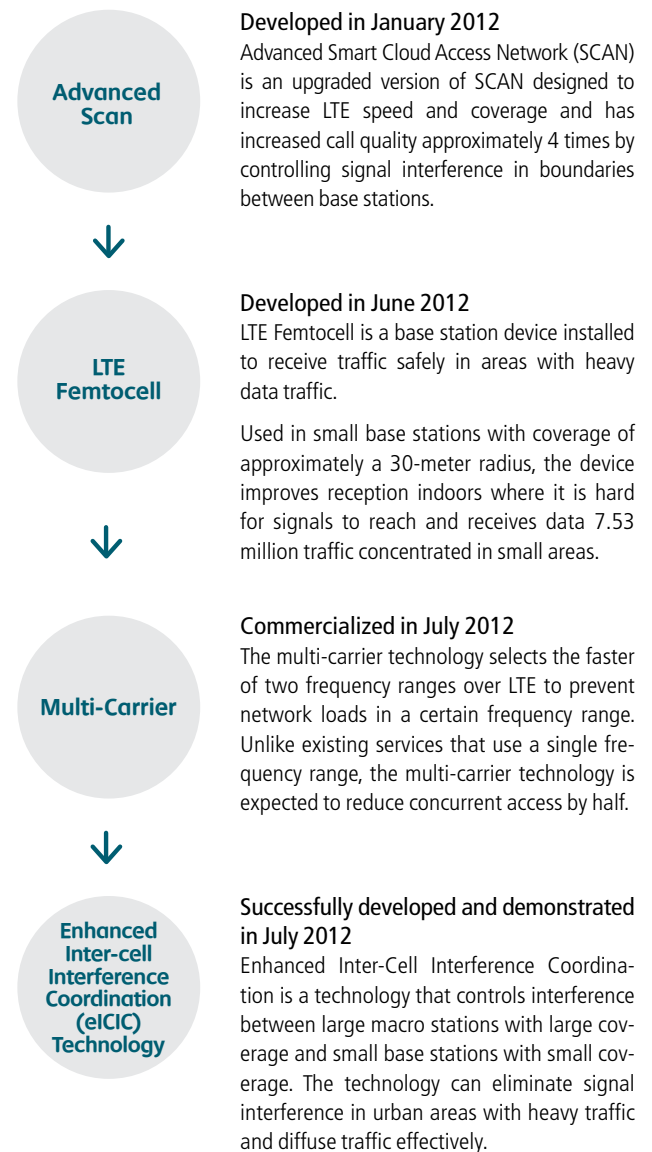 Advanced
Scan
Developed in January 2012
Advanced Smart Cloud Access Network (SCAN)
is an upgraded version of SCAN designed to
increase LTE speed and coverage and has
increased call quality approximately 4 times by
controlling signal interference in boundaries
between base stations.
LTE
Femtocell
Developed in June 2012
LTE Femtocell is a base station device installed
to receive traffic safely in areas with heavy
data traffic.
Used in small base stations with coverage of
approximately a 30-meter radius, the device
improves reception indoors where it is hard
for signals to reach and receives data 7.53
million traffic concentrated in small areas.
Multi-Carrier
Commercialized in July 2012
The multi-carrier technology selects the faster
of two frequency ranges over LTE to prevent
network loads in a certain frequency range.
Unlike existing services that use a single fre-
quency range, the multi-carrier technology is
expected to reduce concurrent access by half.
Enhanced
Inter-cell
Interference
Coordination
(eICIC)
Technology
Successfully developed and demonstrated
in July 2012
Enhanced Inter-Cell Interference Coordina-
tion is a technology that controls interference
between large macro stations with large cov-
erage and small base stations with small cov-
erage. The technology can eliminate signal
interference in urban areas with heavy traffic
and diffuse traffic effectively.